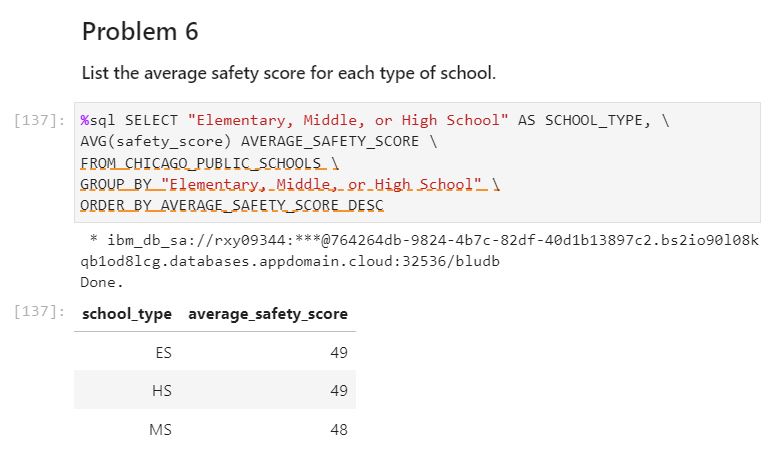 Problem 6
List the average safety score for each type of school.
[137]: %sql SELECT "Elementary, Middle, or High School" AS SCHOOL_TYPE, \
AVG(safety_score) AVERAGE_SAFETY_SCORE \
FROM CHICAGO_PUBLIC_SCHOOLS \
GROUP BY "Elementary, Middle, or High School" \
ORDER BY AVERAGE_SAFETY_SCORE DESC
* ibm_db_sa://rxy09344:***@764264db-9824-4b7c-82df-40d1b13897c2.bs2io90l08k
qb1od8lcg.databases.appdomain.cloud:32536/bludb
Done.
[137]: school_type average_safety_score
ES 49
HS 49
MS 48